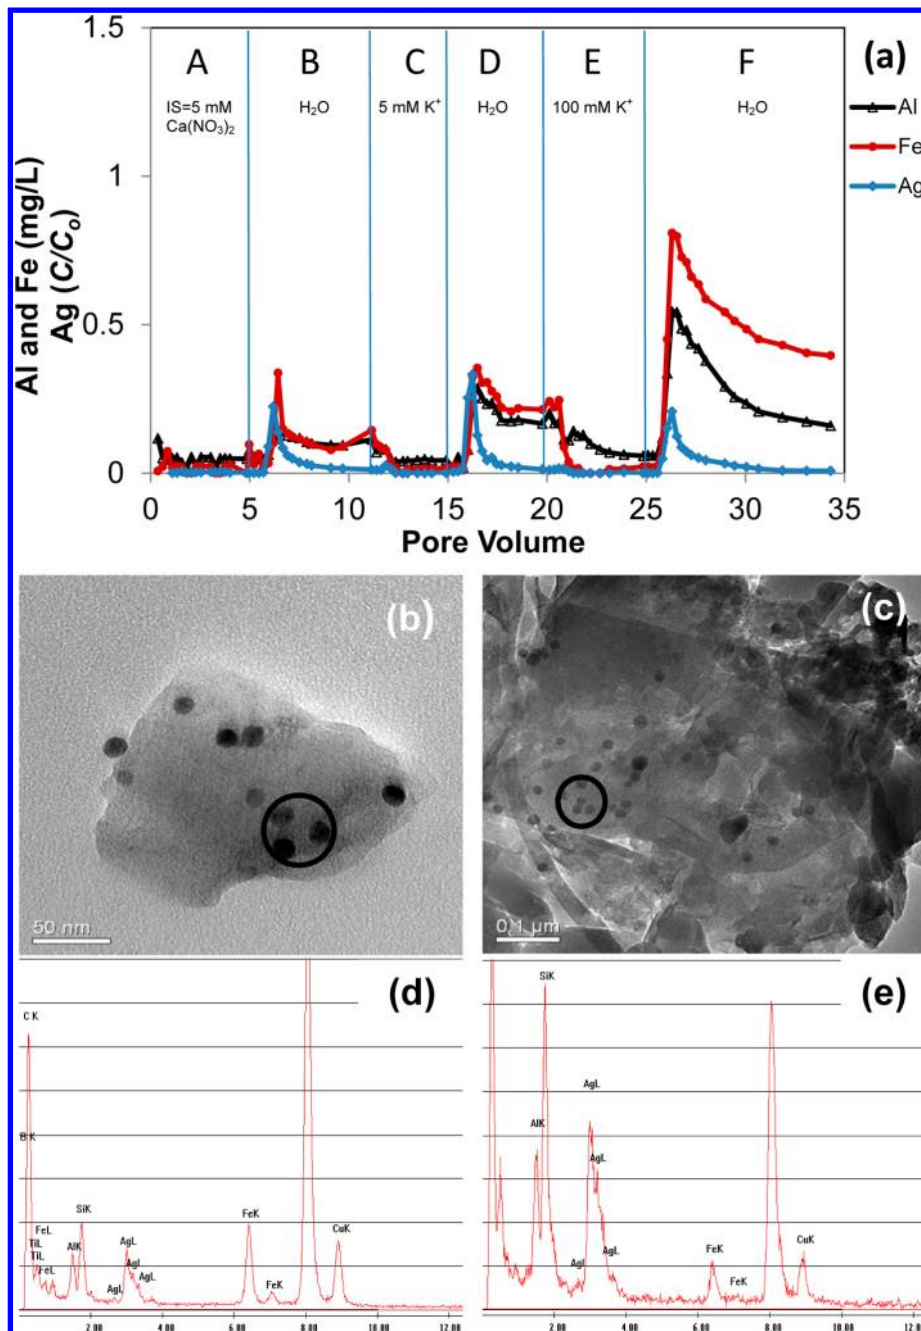 1.5
1
0.5
0
Al and Fe (mg/L)
Ag (C/Co)
A
B
C
D
E
F
(a)
IS=5 mM
Ca(NO3)2
H2O
5 mM K+
H2O
100 mM K+
H2O
Al
Fe
Ag
0
5
10
15
20
25
30
35
Pore Volume
(b)
50 nm
(c)
0.1 µm
(d)
C K
B K
FeL
TiL
TiL
FeL
AlK
SiK
AgL
AgL
AgL
AgL
FeK
FeK
CuK
2.00
4.00
6.00
8.00
10.00
12.00
(e)
SiK
AlK
AgL
AgL
AgL
AgL
FeK
FeK
CuK
2.00
4.00
6.00
8.00
10.00
12.0